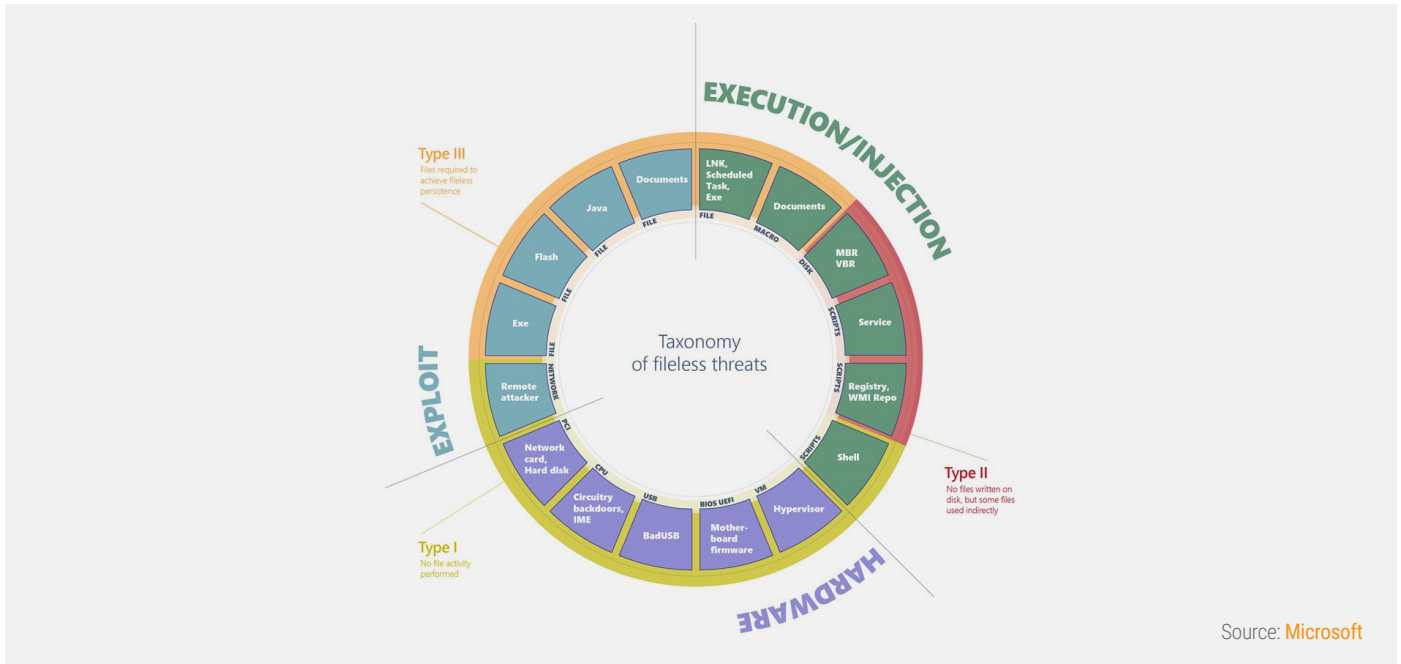 EXECUTION/INJECTION
Type III
Files required to
achieve fileless
persistence
Documents
Java
Flash
Exe
LNK,
Scheduled
Task,
Exe
Documents
MBR
VBR
Service
Registry,
WMI Repo
Shell
FILE
FILE
FILE
FILE
FILE
MACRO
DISK
SCRIPTS
SCRIPTS
SCRIPTS
Taxonomy
of fileless threats
EXPLOIT
Remote
attacker
NETWORK
PCI
CPU
USB
BIOS UEFI
VM
Network
card,
Hard disk
Circuitry
backdoors,
IME
BadUSB
Mother-
board
firmware
Hypervisor
Type II
No files written on
disk, but some files
used indirectly
Type I
No file activity
performed
HARDWARE
Source: Microsoft